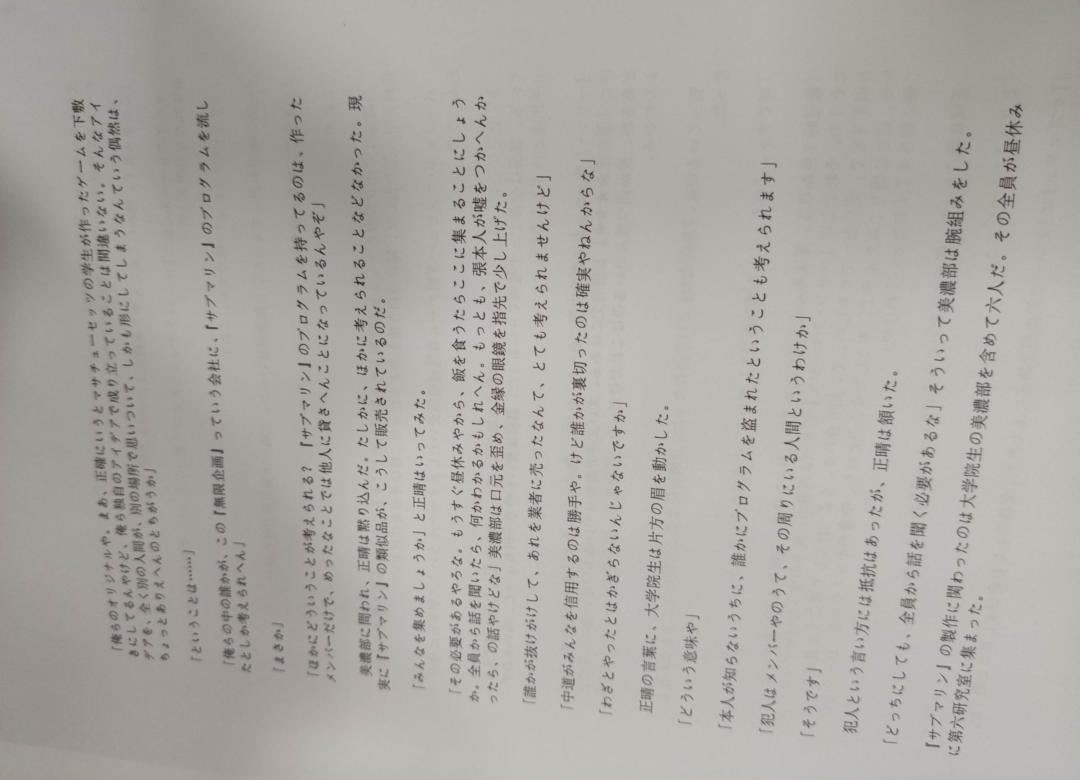 「俺らのオリジナルや、まあ、正確にいうとマサチューセッツの学生が作ったゲームを下敷
きにしてるんやけど、俺ら独自のアイデアで成り立っていることは間違いない。そんなアイ
デアを、全く別の人間が、別の場所で思いついて、しかも形にしてしまうなんていう偶然は、
ちょっとありえへんのとちがうか」
「ということは……」
「俺らの中の誰かが、この『無限企画』っていう会社に、『サブマリン』のプログラムを流し
たとしか考えられへん」
「まさか」
「ほかにどういうことが考えられる？　『サブマリン』のプログラムを持ってるのは、作った
メンバーだけで、めったなことでは他人に貸さへんことになっているんやぞ」
美濃部に問われ、正晴は黙り込んだ。たしかに、ほかに考えられることなどなかった。現
実に『サブマリン』の類似品が、こうして販売されているのだ。
「みんなを集めましょうか」と正晴はいってみた。
「その必要があるやろな。もうすぐ昼休みやから、飯を食うたらここに集まることにしょう
か。全員から話を聞いたら、何かわかるかもしれへん。もっとも、張本人が嘘をつかへんか
ったら、の話やけどな」美濃部は口元を歪め、金縁の眼鏡を指先で少し上げた。
「誰かが抜けがけして、あれを業者に売ったなんて、とても考えられませんけど」
「中道がみんなを信用するのは勝手や。けど誰かが裏切ったのは確実やねんからな」
「わざとやったとはかぎらないんじゃないですか」
正晴の言葉に、大学院生は片方の眉を動かした。
「どういう意味や」
「本人が知らないうちに、誰かにプログラムを盗まれたということも考えられます」
「犯人はメンバーやのうて、その周りにいる人間というわけか」
「そうです」
犯人という言い方には抵抗はあったが、正晴は頷いた。
「どっちにしても、全員から話を聞く必要があるな」そういって美濃部は腕組みをした。
『サブマリン』の製作に関わったのは大学院生の美濃部を含めて六人だ。その全員が昼休み
に第六研究室に集まった。